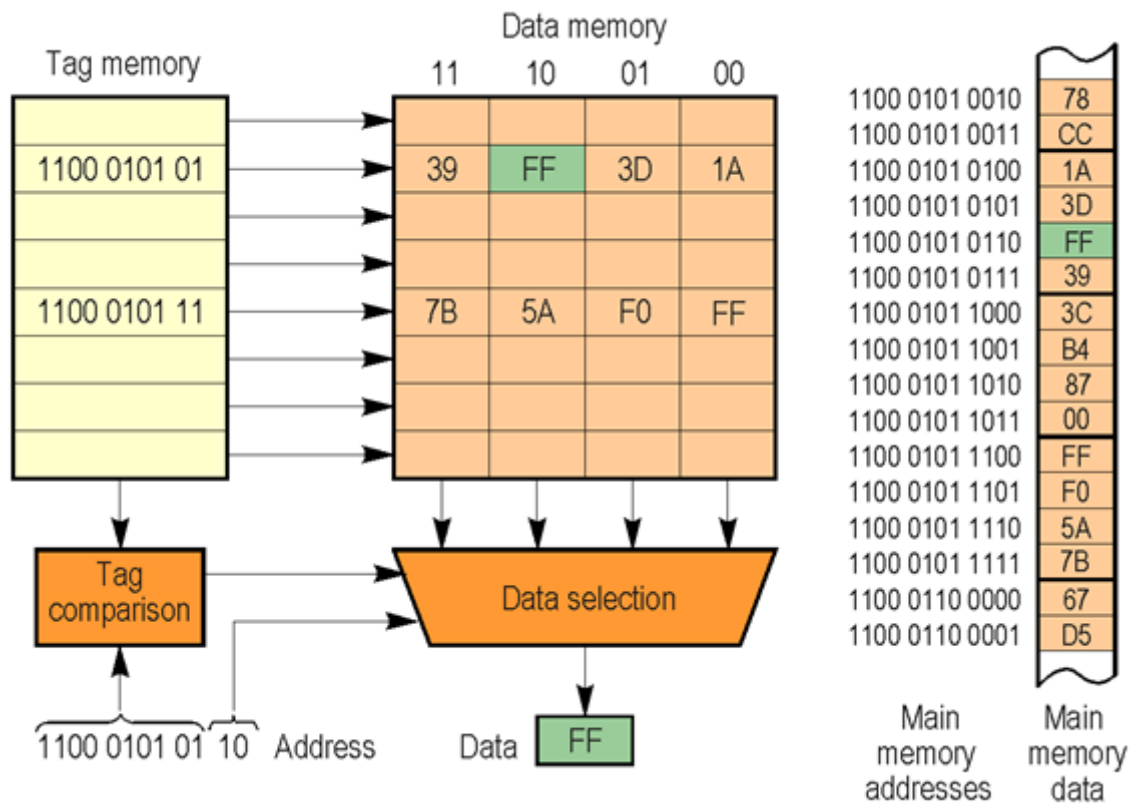 Data memory
Tag memory
11 10 01 00
1100 0101 01
39 FF 3D 1A
1100 0101 11
7B 5A F0 FF
Tag
comparison
Data selection
1100 0101 01 10 Address
Data FF
1100 0101 0010 78
1100 0101 0011 CC
1100 0101 0100 1A
1100 0101 0101 3D
1100 0101 0110 FF
1100 0101 0111 39
1100 0101 1000 3C
1100 0101 1001 B4
1100 0101 1010 87
1100 0101 1011 00
1100 0101 1100 FF
1100 0101 1101 F0
1100 0101 1110 5A
1100 0101 1111 7B
1100 0110 0000 67
1100 0110 0001 D5
Main
memory
addresses
Main
memory
data